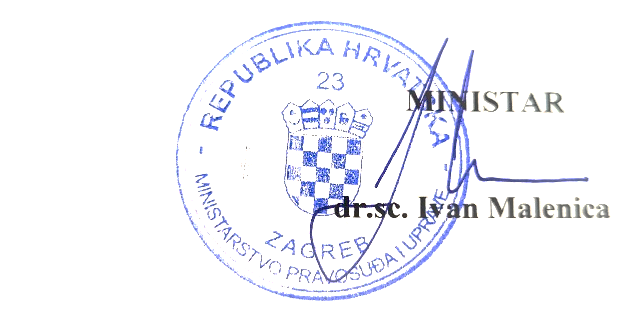 REPUBLIKA HRVATSKA
23
MINISTAR
dr.sc. Ivan Malenica
ZAGREB
MINISTARSTVO PRAVOSUĐA I UPRAVE